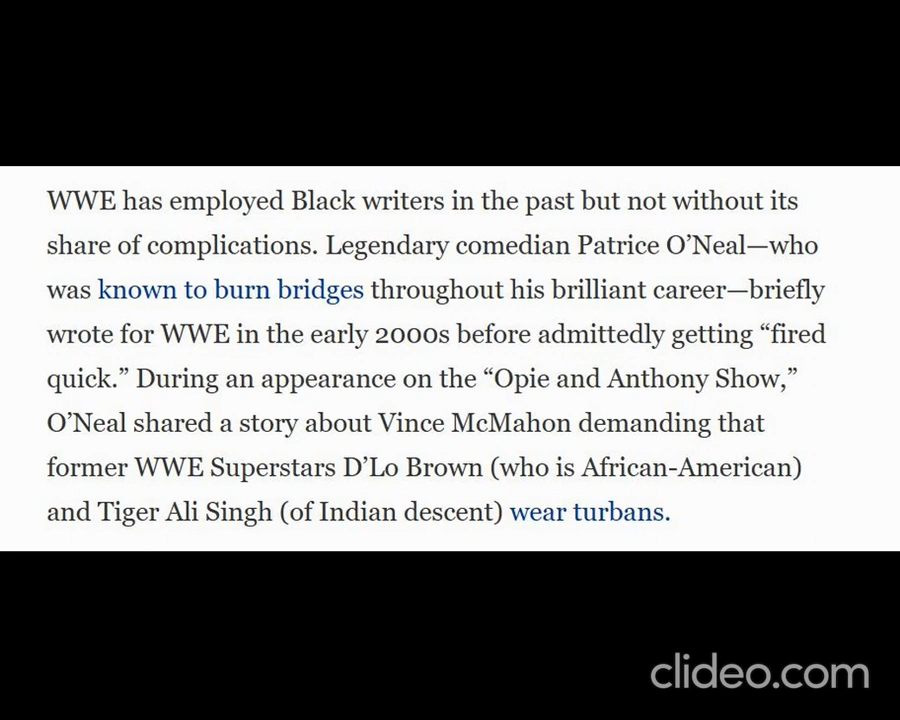 WWE has employed Black writers in the past but not without its
share of complications. Legendary comedian Patrice O’Neal—who
was known to burn bridges throughout his brilliant career—briefly
wrote for WWE in the early 2000s before admittedly getting “fired
quick.” During an appearance on the “Opie and Anthony Show,”
O’Neal shared a story about Vince McMahon demanding that
former WWE Superstars D’Lo Brown (who is African-American)
and Tiger Ali Singh (of Indian descent) wear turbans.
clideo.com